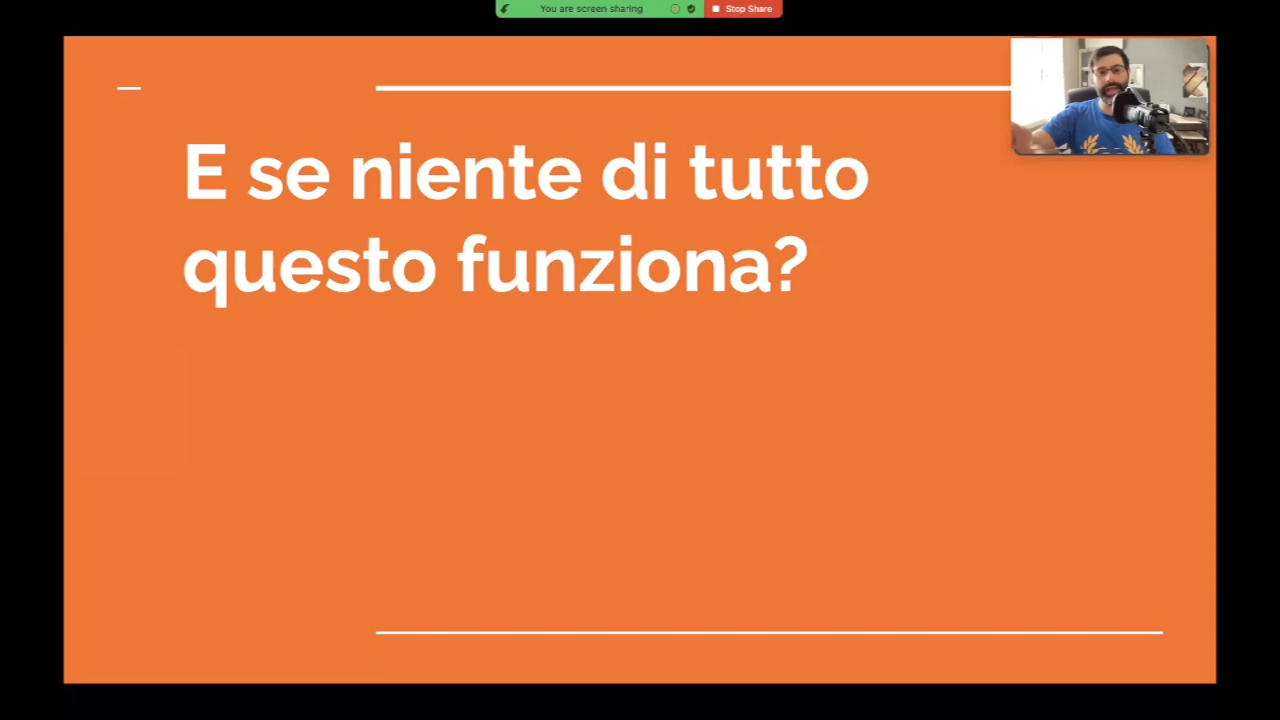 You are screen sharing
Stop Share
E se niente di tutto
questo funziona?